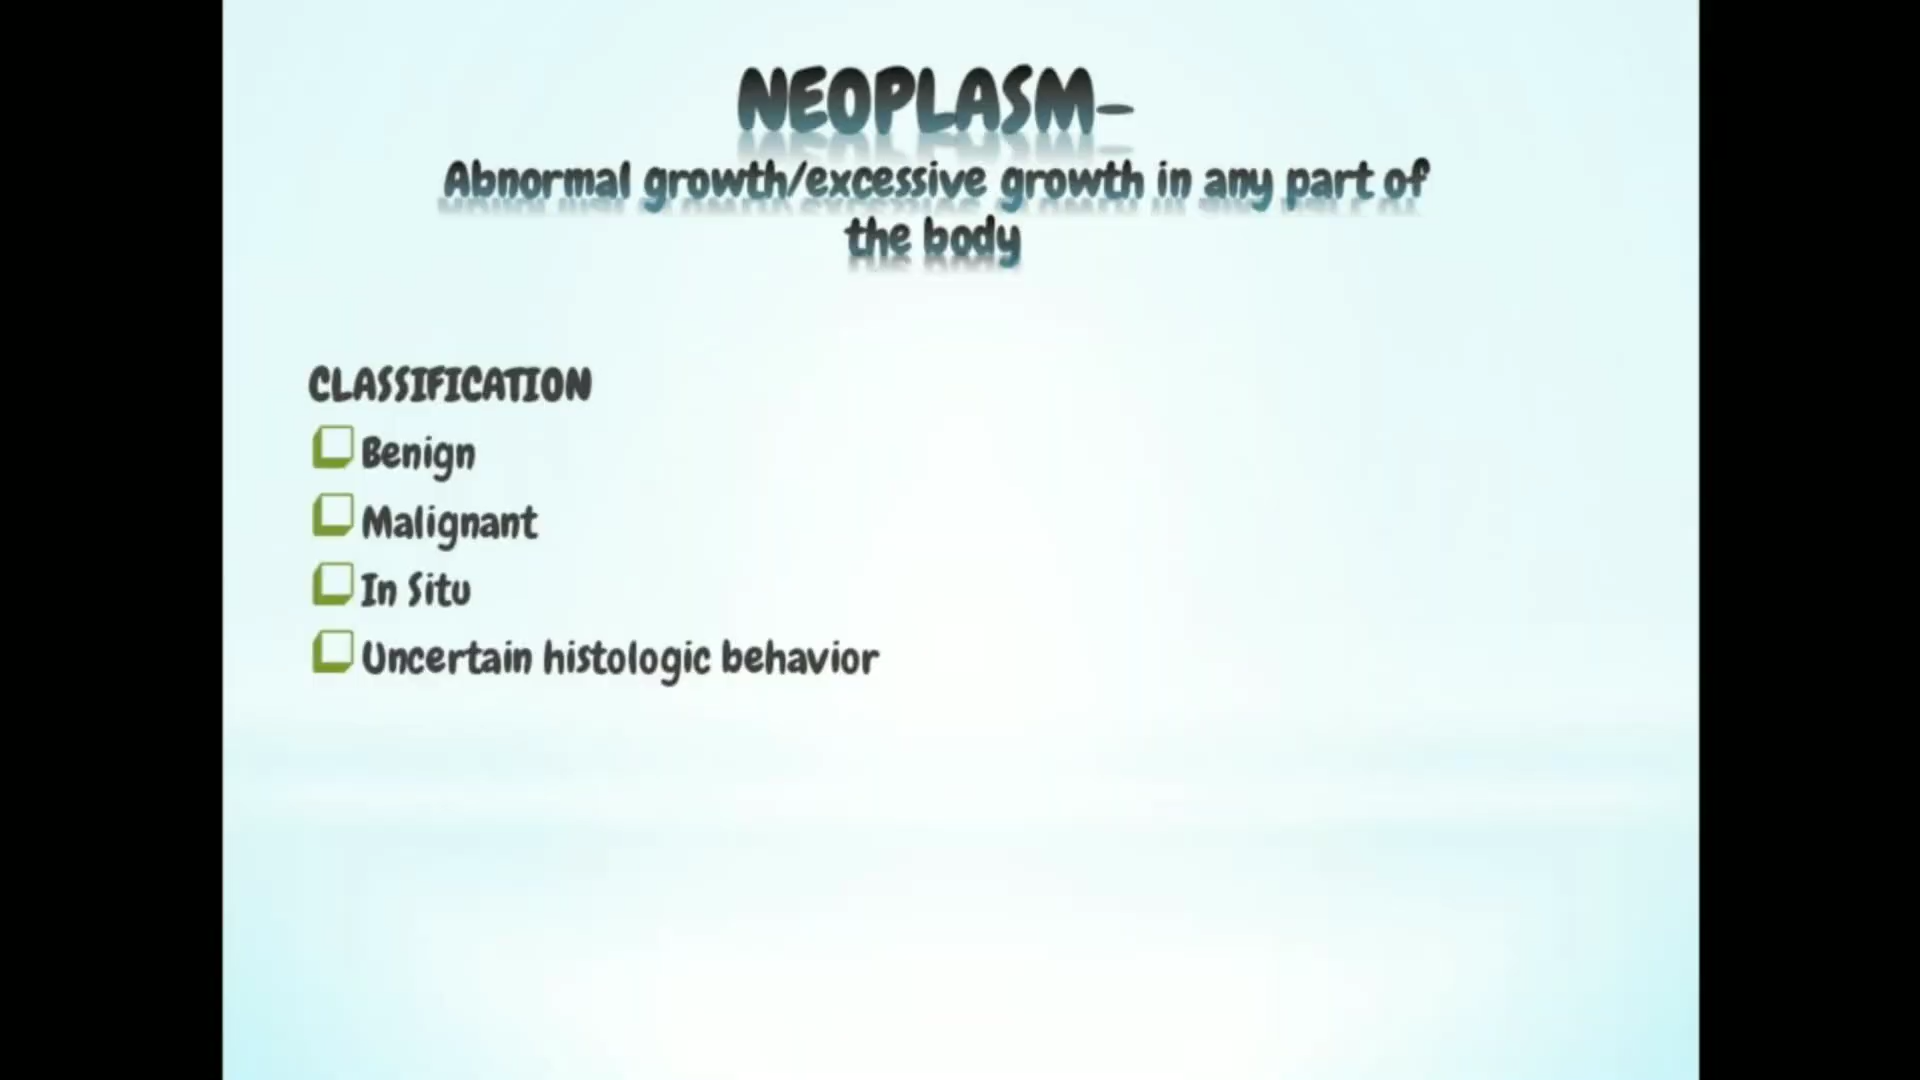 NEOPLASM-
Abnormal growth/excessive growth in any part of
the body
CLASSIFICATION
Benign
Malignant
In Situ
Uncertain histologic behavior